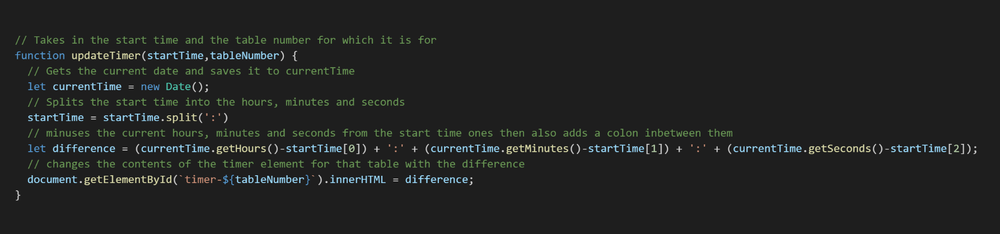 // Takes in the start time and the table number for which it is for
function updateTimer(startTime,tableNumber) {
  // Gets the current date and saves it to currentTime
  let currentTime = new Date();
  // Splits the start time into the hours, minutes and seconds
  startTime = startTime.split(':')
  // minuses the current hours, minutes and seconds from the start time ones then also adds a colon inbetween them
  let difference = (currentTime.getHours()-startTime[0]) + ':' + (currentTime.getMinutes()-startTime[1]) + ':' + (currentTime.getSeconds()-startTime[2]);
  // changes the contents of the timer element for that table with the difference
  document.getElementById(`timer-${tableNumber}`).innerHTML = difference;
}